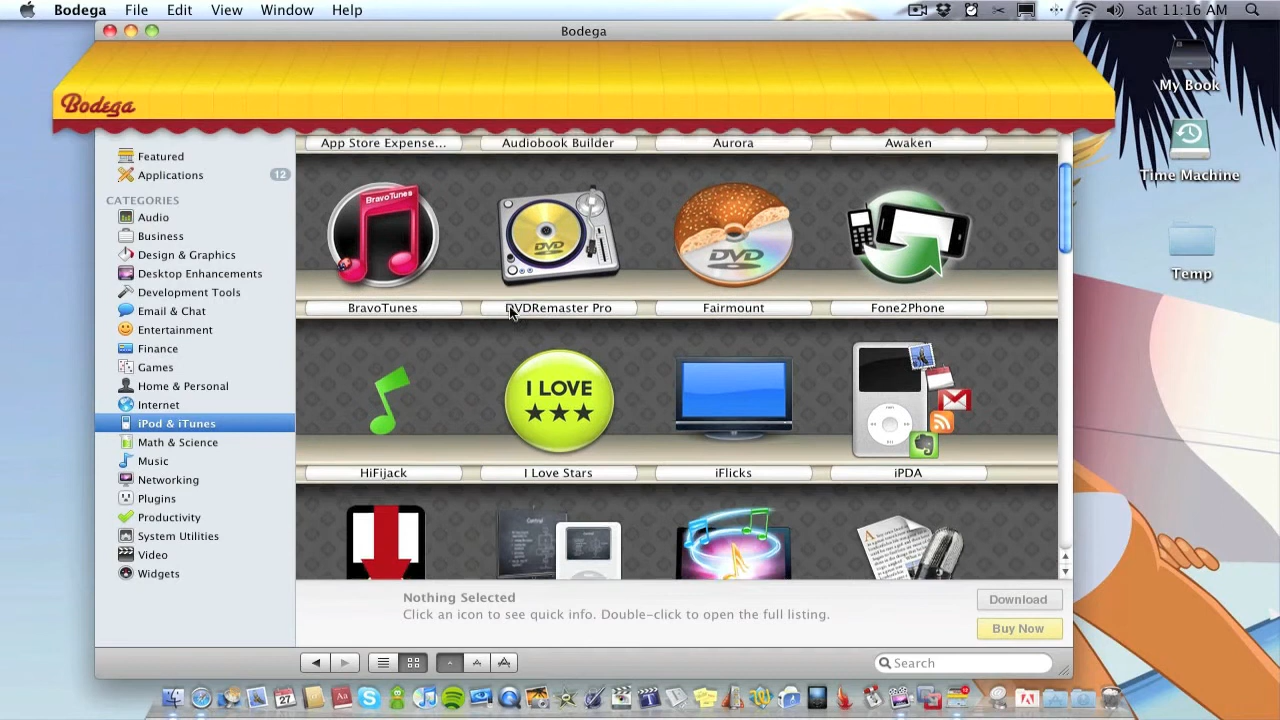 Bodega File Edit View Window Help Sat 11:16 AM
Bodega
Bodega
My Book
Time Machine
Temp
Featured
Applications 12
CATEGORIES
Audio
Business
Design & Graphics
Desktop Enhancements
Development Tools
Email & Chat
Entertainment
Finance
Games
Home & Personal
Internet
iPod & iTunes
Math & Science
Music
Networking
Plugins
Productivity
System Utilities
Video
Widgets
App Store Expense... Audiobook Builder Aurora Awaken
BravoTunes
DVD
DVD
BravoTunes DVDRemaster Pro Fairmount Fone2Phone
I LOVE
HiFijack I Love Stars iFlicks iPDA
Nothing Selected
Click an icon to see quick info. Double-click to open the full listing.
Download
Buy Now
Search